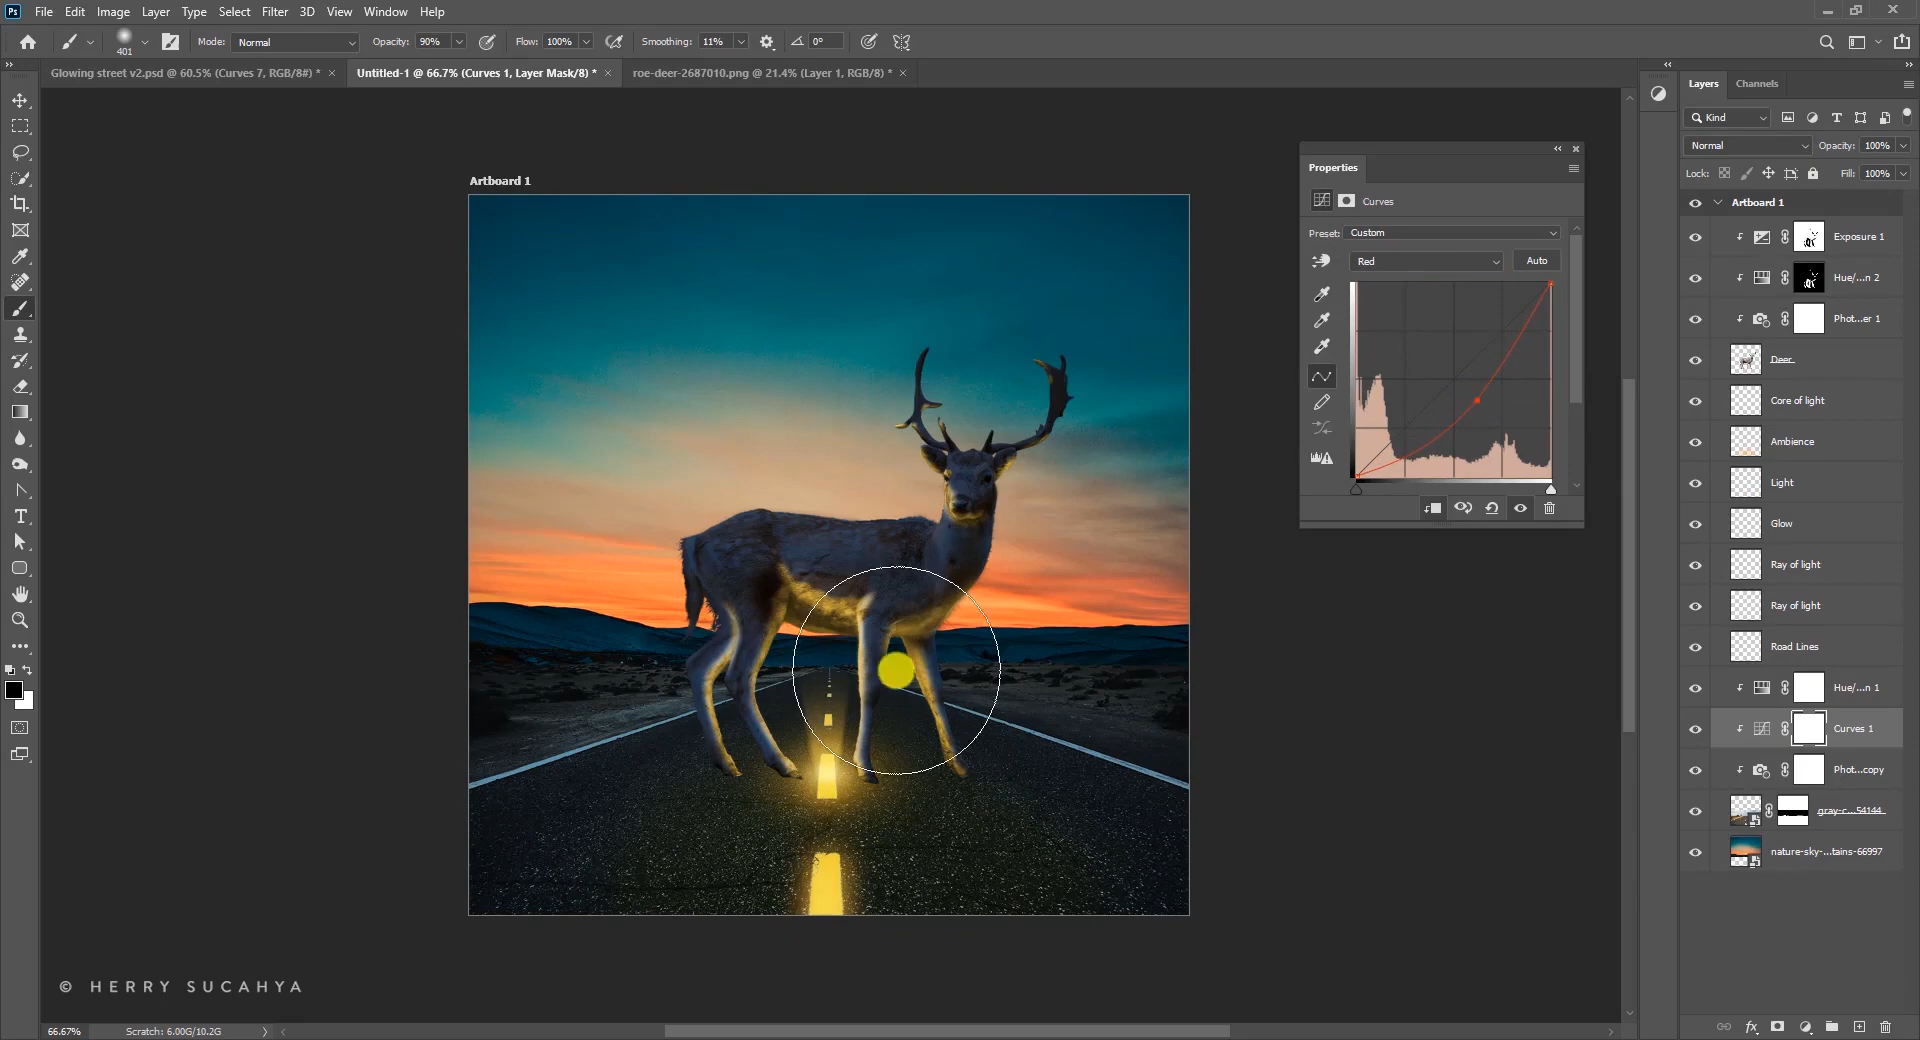 Ps File Edit Image Layer Type Select Filter 3D View Window Help
401 Mode: Normal Opacity: 90% Flow: 100% Smoothing: 11% 0°
Glowing street v2.psd @ 60.5% (Curves 7, RGB/8#) * × Untitled-1 @ 66.7% (Curves 1, Layer Mask/8) * × roe-deer-2687010.png @ 21.4% (Layer 1, RGB/8) * ×
Artboard 1
Properties
Curves
Preset: Custom
Red Auto
Layers Channels
Kind
Normal Opacity: 100%
Lock: Fill: 100%
Artboard 1
Exposure 1
Hue/...n 2
Phot...er 1
Deer
Core of light
Ambience
Light
Glow
Ray of light
Ray of light
Road Lines
Hue/...n 1
Curves 1
Phot...copy
gray-c...54144
nature-sky-...tains-66997
© HERRY SUCAHYA
66.67% Scratch: 6.00G/10.2G
fx